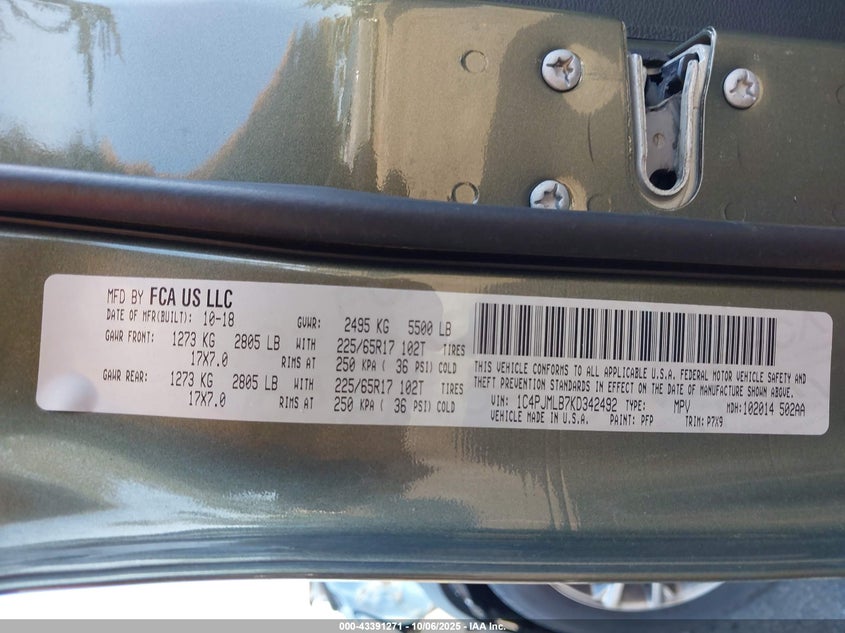 MFD BY FCA US LLC
DATE OF MFR(BUILT): 10-18 GVWR: 2495 KG 5500 LB
GAWR FRONT: 1273 KG 2805 LB WITH 225/65R17 102T TIRES
17X7.0 RIMS AT 250 KPA ( 36 PSI) COLD
GAWR REAR: 1273 KG 2805 LB WITH 225/65R17 102T TIRES
17X7.0 RIMS AT 250 KPA ( 36 PSI) COLD
THIS VEHICLE CONFORMS TO ALL APPLICABLE U.S.A. FEDERAL MOTOR VEHICLE SAFETY AND
THEFT PREVENTION STANDARDS IN EFFECT ON THE DATE OF MANUFACTURE SHOWN ABOVE.
VIN: 1C4PJMLB7KD342492 TYPE: MPV MDH:102014 502AA
VEHICLE MADE IN U.S.A. PAINT: PFP TRIM: P7X9
000-43391271 - 10/06/2025 - IAA Inc.